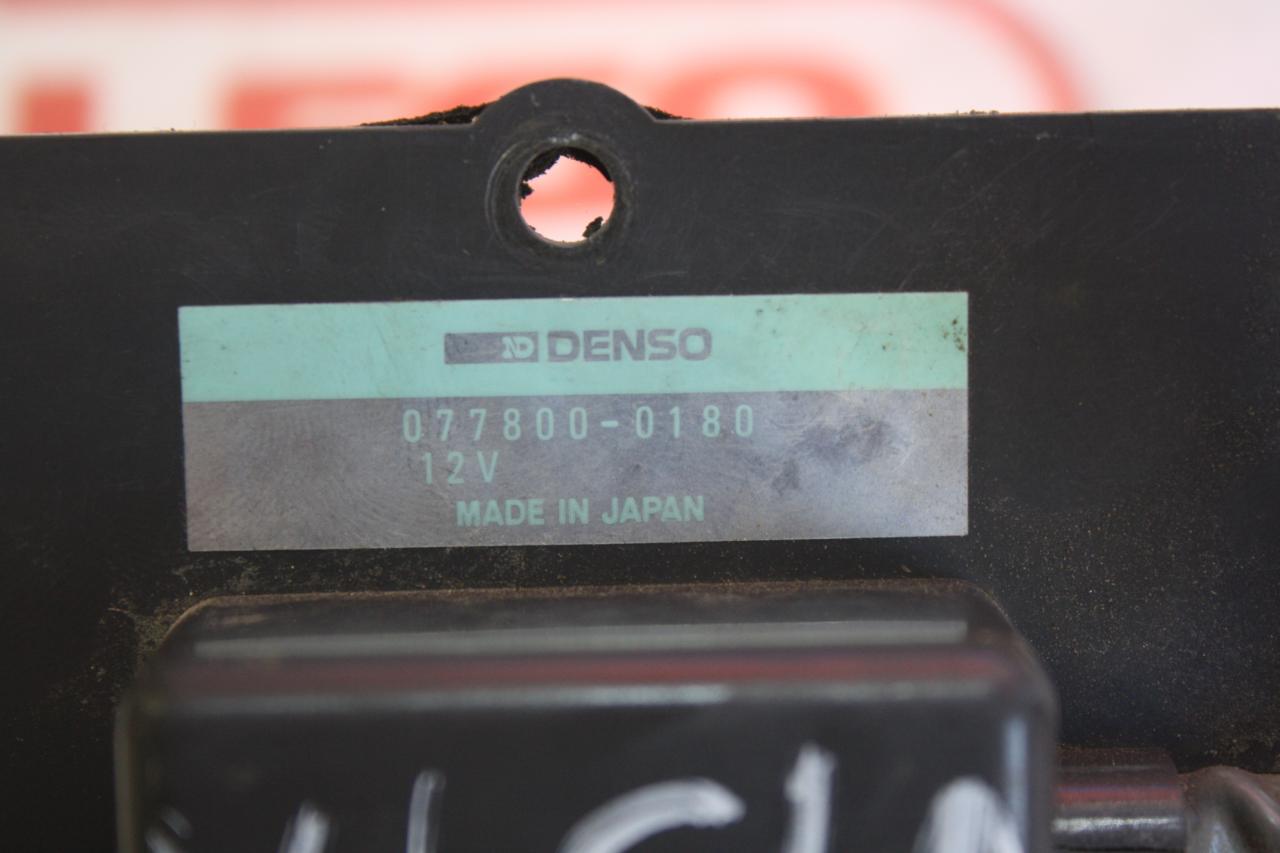 ND DENSO
077800-0180
12V
MADE IN JAPAN